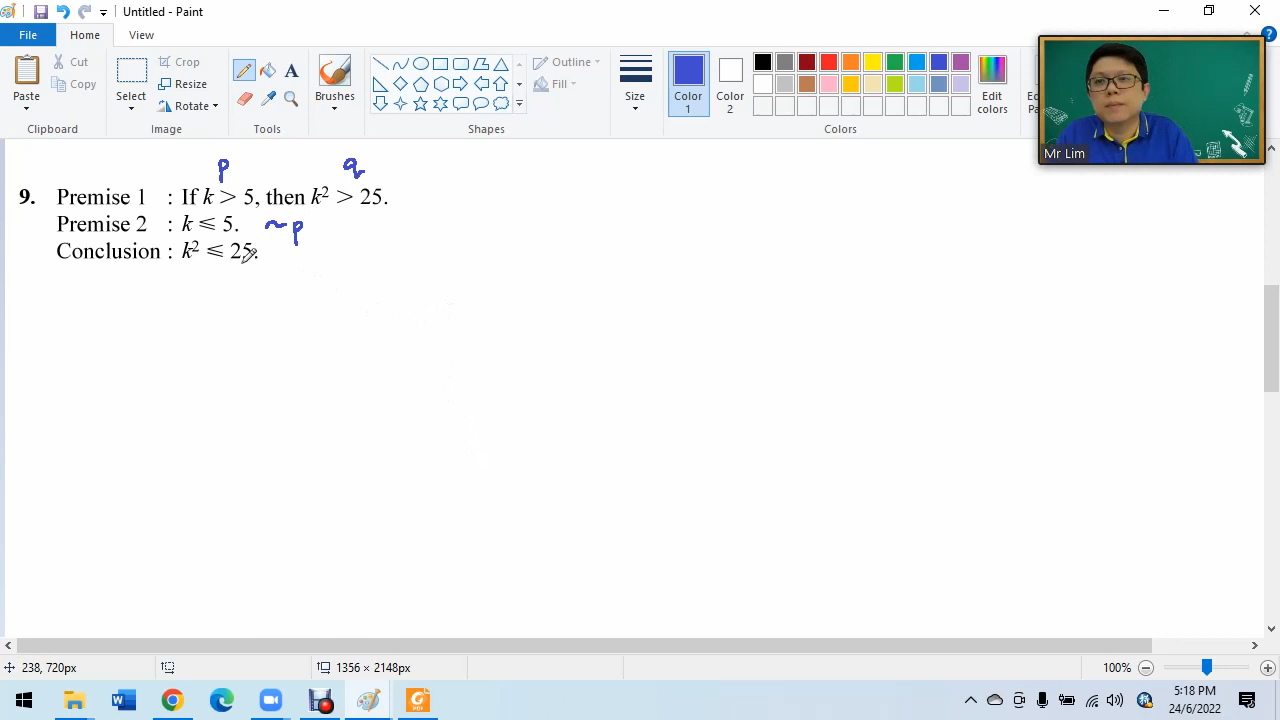 Untitled - Paint
File Home View
Paste Cut Copy Clipboard
Select Crop Resize Rotate Image
A Tools
Brushes
Outline Fill Shapes
Size
Color 1 Color 2 Edit colors Colors
Mr Lim
p q
9. Premise 1 : If k > 5, then k² > 25.
Premise 2 : k ⩽ 5. ~p
Conclusion : k² ⩽ 25.
238, 720px 1356 × 2148px 100%
5:18 PM
24/6/2022